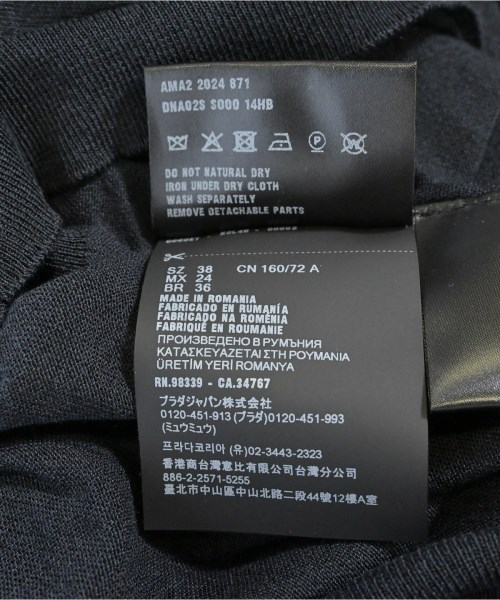 AMA2 2024 871
DNA02S S000 14HB
DO NOT NATURAL DRY
IRON UNDER DRY CLOTH
WASH SEPARATELY
REMOVE DETACHABLE PARTS
SZ 38 CN 160/72 A
MX 24
BR 36
MADE IN ROMANIA
FABRICADO EN RUMANÍA
FABRICADO NA ROMÊNIA
FABRIQUÉ EN ROUMANIE
ПРОИЗВЕДЕНО В РУМЪНИЯ
ΚΑΤΑΣΚΕΥΑΖΕΤΑΙ ΣΤΗ ΡΟΥΜΑΝΙΑ
ÜRETİM YERİ ROMANYA
RN.98339 - CA.34767
プラダジャパン株式会社
0120-451-913 (プラダ)0120-451-993
(ミュウミュウ)
프라다코리아 (유) 02-3443-2323
香港商台灣意比有限公司台灣分公司
886-2-2571-5255
臺北市中山區中山北路二段44號12樓A室